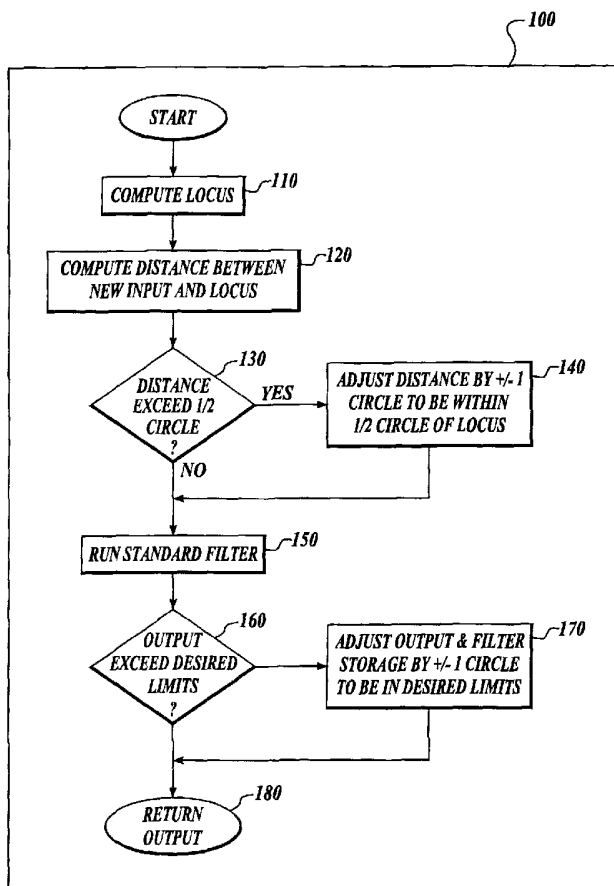 100
START
COMPUTE LOCUS
110
COMPUTE DISTANCE BETWEEN
NEW INPUT AND LOCUS
120
130
DISTANCE
EXCEED 1/2
CIRCLE
?
YES
NO
ADJUST DISTANCE BY +/- 1
CIRCLE TO BE WITHIN
1/2 CIRCLE OF LOCUS
140
RUN STANDARD FILTER
150
160
OUTPUT
EXCEED DESIRED
LIMITS
?
ADJUST OUTPUT & FILTER
STORAGE BY +/- 1 CIRCLE
TO BE IN DESIRED LIMITS
170
RETURN
OUTPUT
180